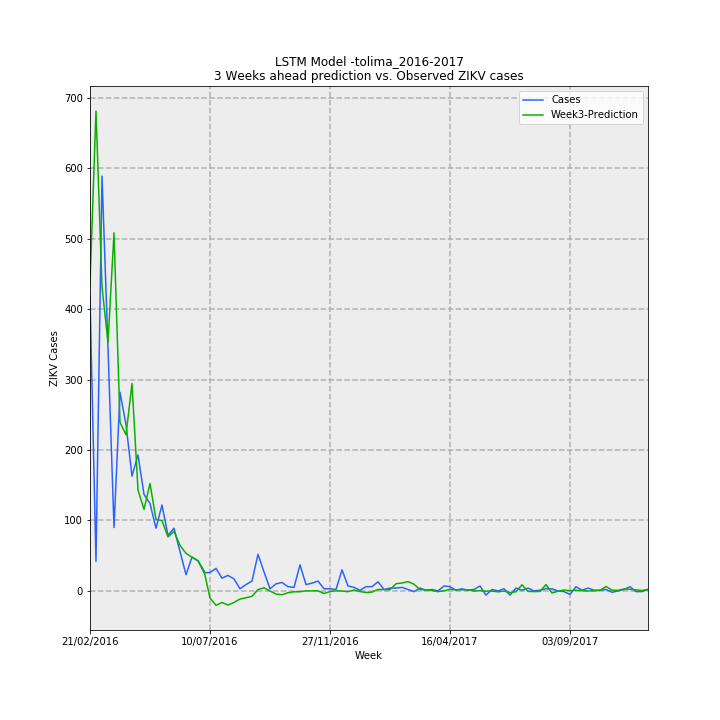 LSTM Model -tolima_2016-2017
3 Weeks ahead prediction vs. Observed ZIKV cases
Cases
Week3-Prediction
700
600
500
400
300
200
100
0
ZIKV Cases
21/02/2016
10/07/2016
27/11/2016
16/04/2017
03/09/2017
Week